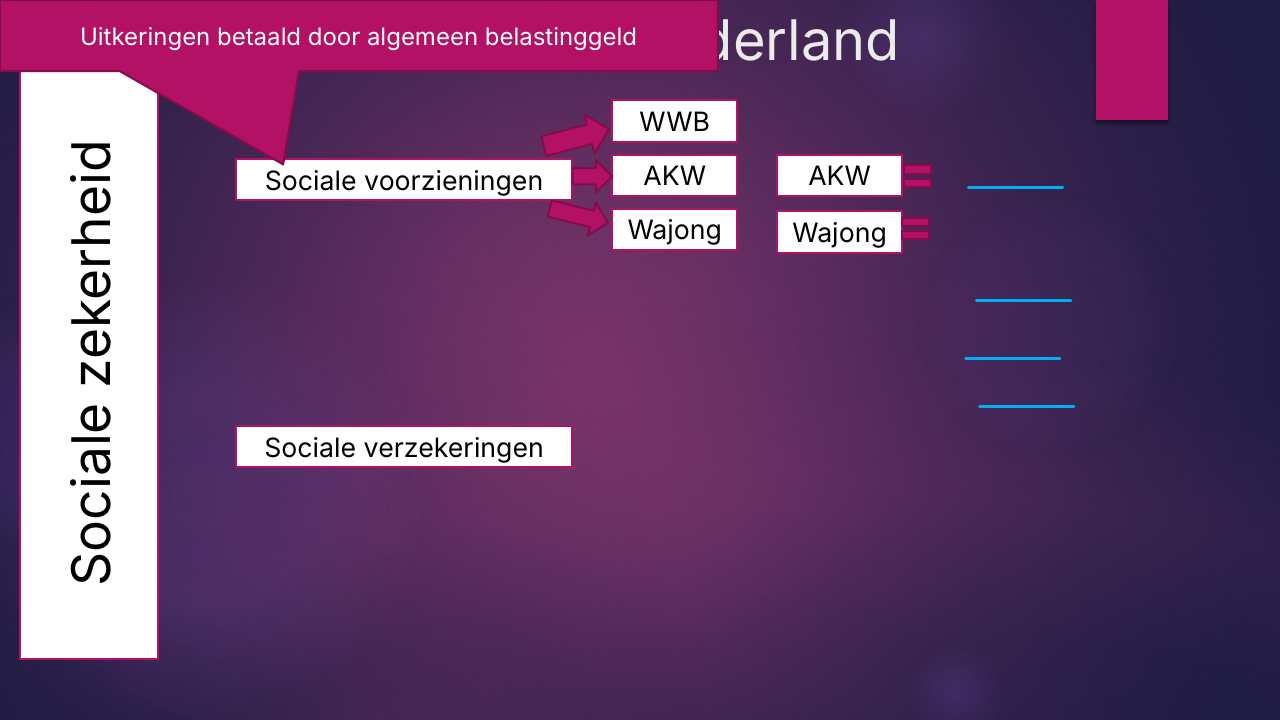 Uitkeringen betaald door algemeen belastinggeld
derland
Sociale zekerheid
WWB
Sociale voorzieningen
AKW
AKW
=
Wajong
Wajong
=
Sociale verzekeringen